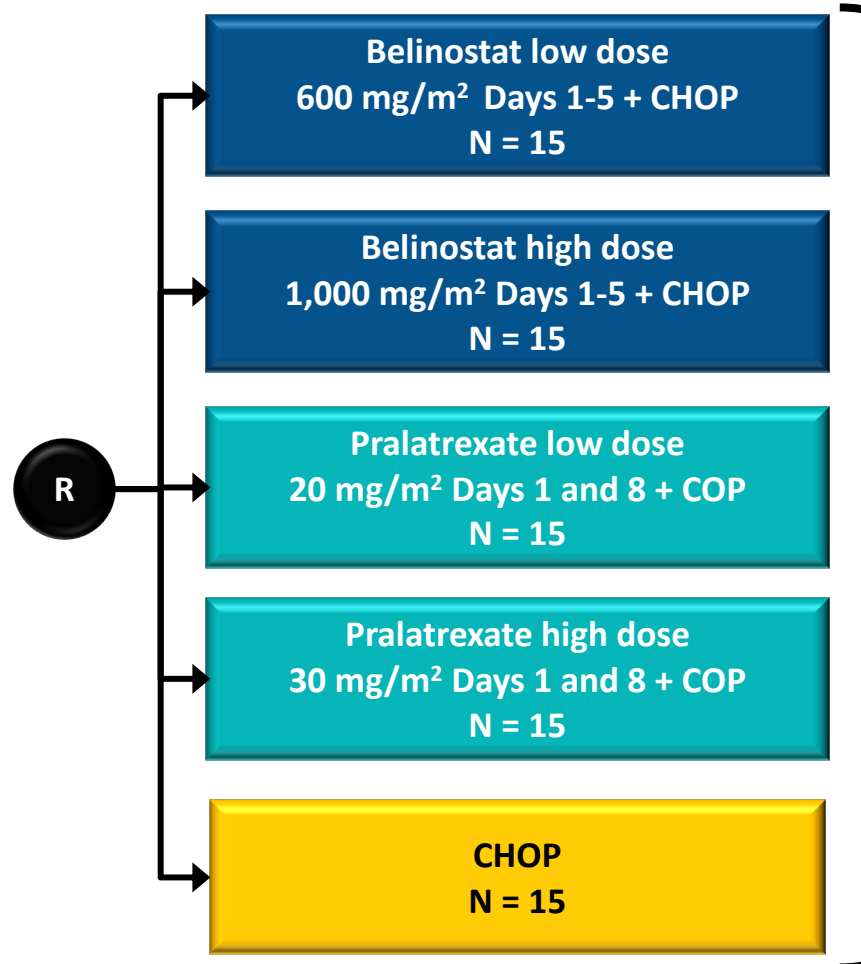 Belinostat low dose
600 mg/m² Days 1-5 + CHOP
N = 15
Belinostat high dose
1,000 mg/m² Days 1-5 + CHOP
N = 15
R
Pralatrexate low dose
20 mg/m² Days 1 and 8 + COP
N = 15
Pralatrexate high dose
30 mg/m² Days 1 and 8 + COP
N = 15
CHOP
N = 15